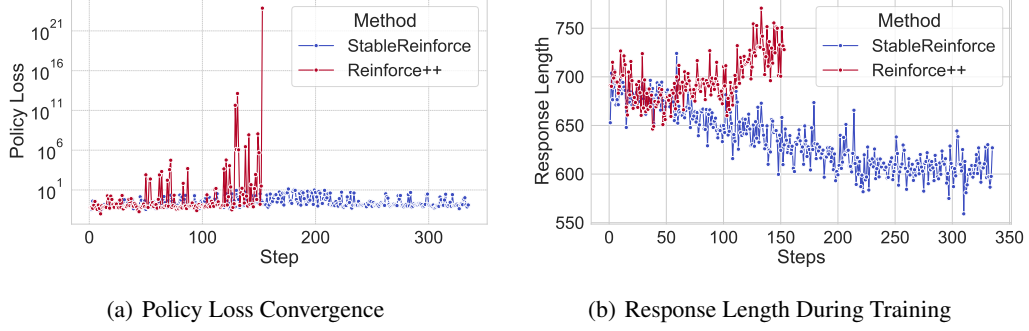 Policy Loss
10^21
10^16
10^11
10^6
10^1
0
100
200
300
Step
Method
StableReinforce
Reinforce++
(a) Policy Loss Convergence
Response Length
750
700
650
600
550
0
50
100
150
200
250
300
350
Steps
Method
StableReinforce
Reinforce++
(b) Response Length During Training